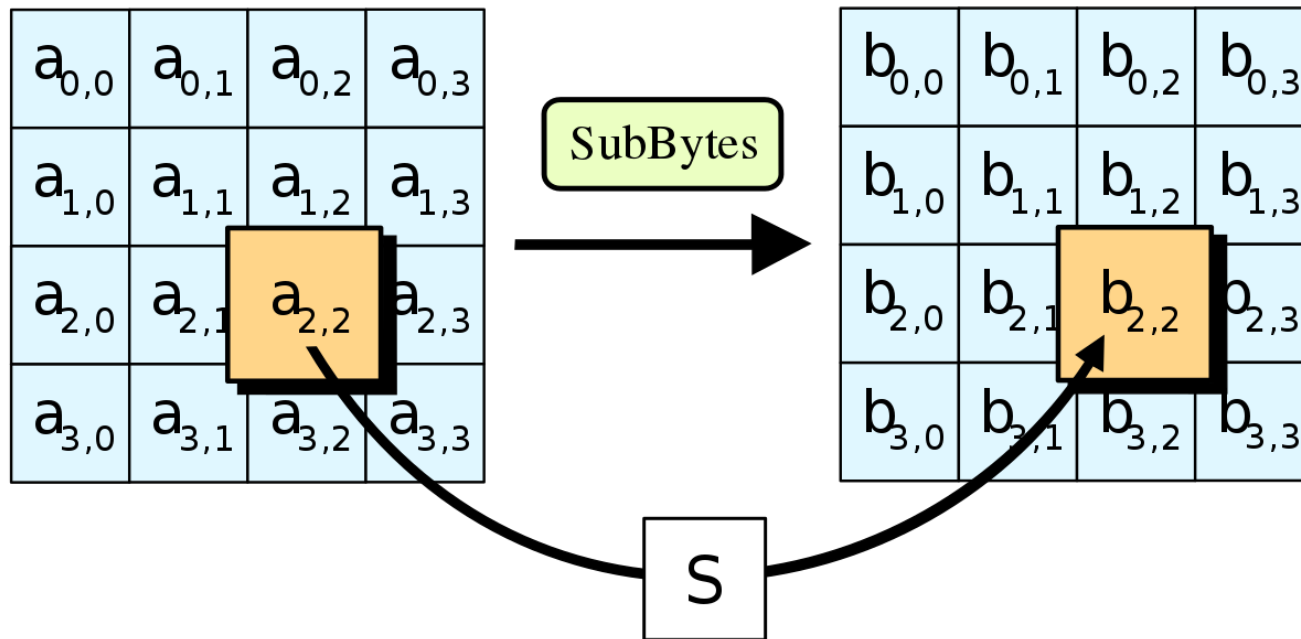 a0,0 a0,1 a0,2 a0,3
a1,0 a1,1 a1,2 a1,3
a2,0 a2,1 a2,2 a2,3
a3,0 a3,1 a3,2 a3,3
SubBytes
b0,0 b0,1 b0,2 b0,3
b1,0 b1,1 b1,2 b1,3
b2,0 b2,1 b2,2 b2,3
b3,0 b3,1 b3,2 b3,3
S